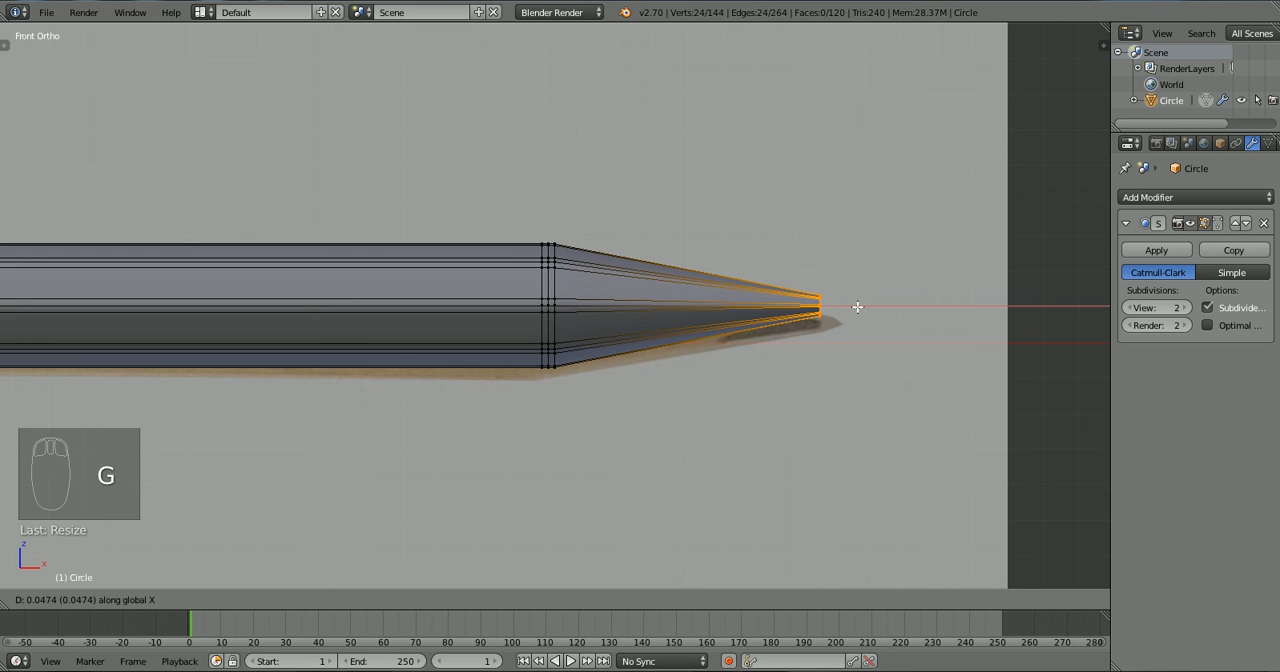 File Render Window Help Default Scene Blender Render v2.70 | Verts:24/144 | Edges:24/264 | Faces:0/120 | Tris:240 | Mem:28.37M | Circle
Front Ortho
View Search All Scenes
Scene
RenderLayers |
World
Circle |
Circle
Add Modifier
S
Apply Copy
Catmull-Clark Simple
Subdivisions: Options:
View: 2 Subdivide...
Render: 2 Optimal ...
G
Last: Resize
z
x
(1) Circle
D: 0.0474 (0.0474) along global X
-50 -40 -30 -20 -10 0 10 20 30 40 50 60 70 80 90 100 110 120 130 140 150 160 170 180 190 200 210 220 230 240 250 260 270 280
View Marker Frame Playback Start: 1 End: 250 1 No Sync